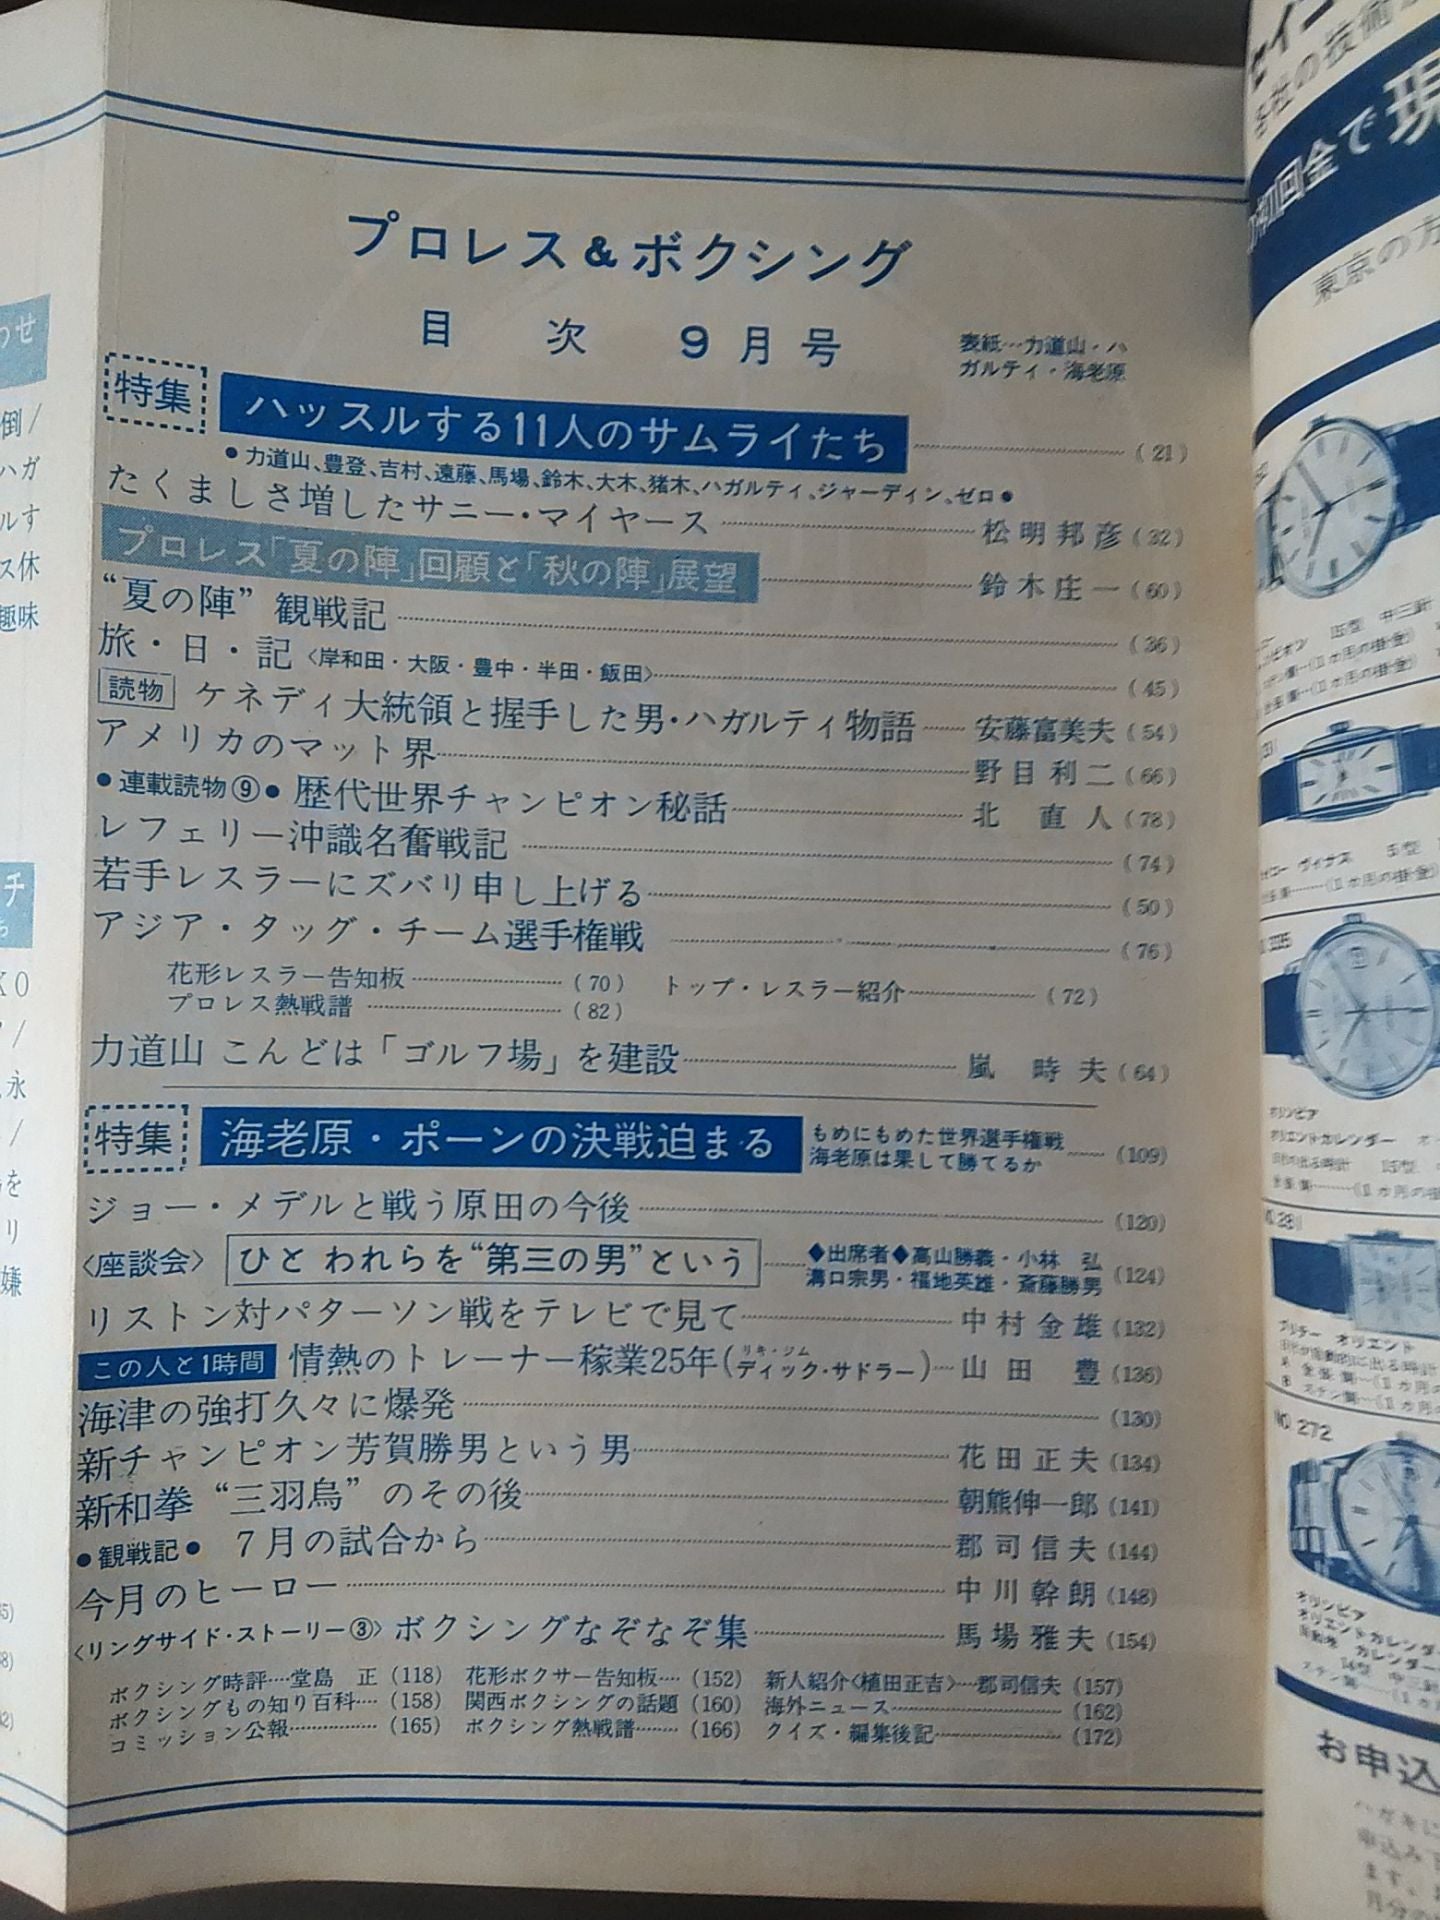 プロレス&ボクシング
目次 9月号
表紙…力道山・ハ
ガルティ・海老原
特集 ハッスルする11人のサムライたち (21)
●力道山、豊登、吉村、遠藤、馬場、鈴木、大木、猪木、ハガルティ、ジャーディン、ゼロ●
たくましさ増したサニー・マイヤース 松明邦彦 (32)
プロレス「夏の陣」回顧と「秋の陣」展望 鈴木庄一 (60)
“夏の陣” 観戦記 (36)
旅・日・記 〈岸和田・大阪・豊中・半田・飯田〉 (45)
読物 ケネディ大統領と握手した男・ハガルティ物語 安藤富美夫 (54)
アメリカのマット界 野目利二 (66)
●連載読物⑨● 歴代世界チャンピオン秘話 北 直人 (78)
レフェリー沖識名奮戦記 (74)
若手レスラーにズバリ申し上げる (50)
アジア・タッグ・チーム選手権戦 (76)
花形レスラー告知板 (70) トップ・レスラー紹介 (72)
プロレス熱戦譜 (82)
力道山 こんどは「ゴルフ場」を建設 嵐 時夫 (64)
特集 海老原・ポーンの決戦迫まる もめにもめた世界選手権戦
海老原は果して勝てるか (109)
ジョー・メデルと戦う原田の今後 (120)
〈座談会〉 ひと われらを“第三の男”という ◆出席者◆高山勝義・小林 弘
溝口宗男・福地英雄・斎藤勝男 (124)
リストン対パターソン戦をテレビで見て 中村金雄 (132)
この人と1時間 情熱のトレーナー稼業25年(リキ・ジム ディック・サドラー) 山田 豊 (136)
海津の強打久々に爆発 (130)
新チャンピオン芳賀勝男という男 花田正夫 (134)
新和拳 “三羽烏” のその後 朝熊伸一郎 (141)
●観戦記● 7月の試合から 郡司信夫 (144)
今月のヒーロー 中川幹朗 (148)
〈リングサイド・ストーリー③〉 ボクシングなぞなぞ集 馬場雅夫 (154)
ボクシング時評…堂島 正 (118) 花形ボクサー告知板 (152) 新人紹介〈植田正吉〉…郡司信夫 (157)
ボクシングもの知り百科 (158) 関西ボクシングの話題 (160) 海外ニュース (162)
コミッション公報 (165) ボクシング熱戦譜 (166) クイズ・編集後記 (172)
回金で現
東京の方
NO. 272
オリンピア
オリエントカレンダー
お申込